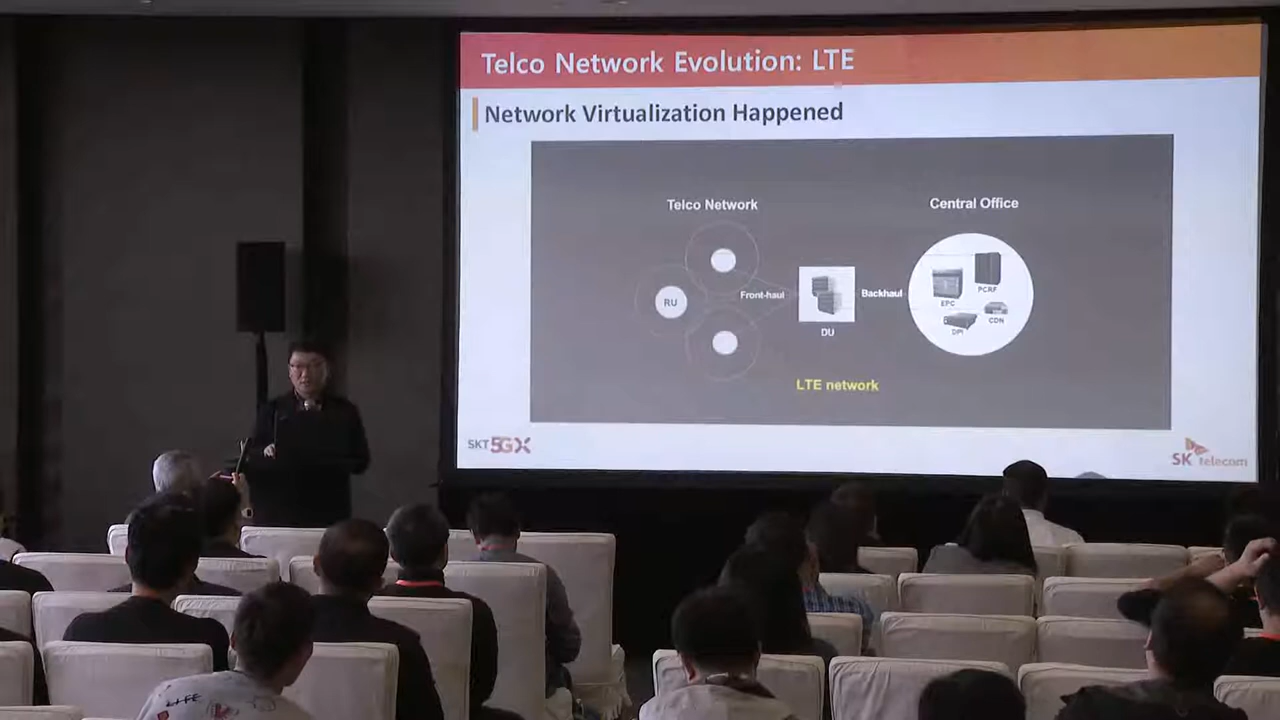 Telco Network Evolution: LTE
Network Virtualization Happened
Telco Network
Central Office
RU
Front-haul
DU
Backhaul
EPC
PCRF
DPI
CDN
LTE network
SKT 5GX
SK telecom
LIFE